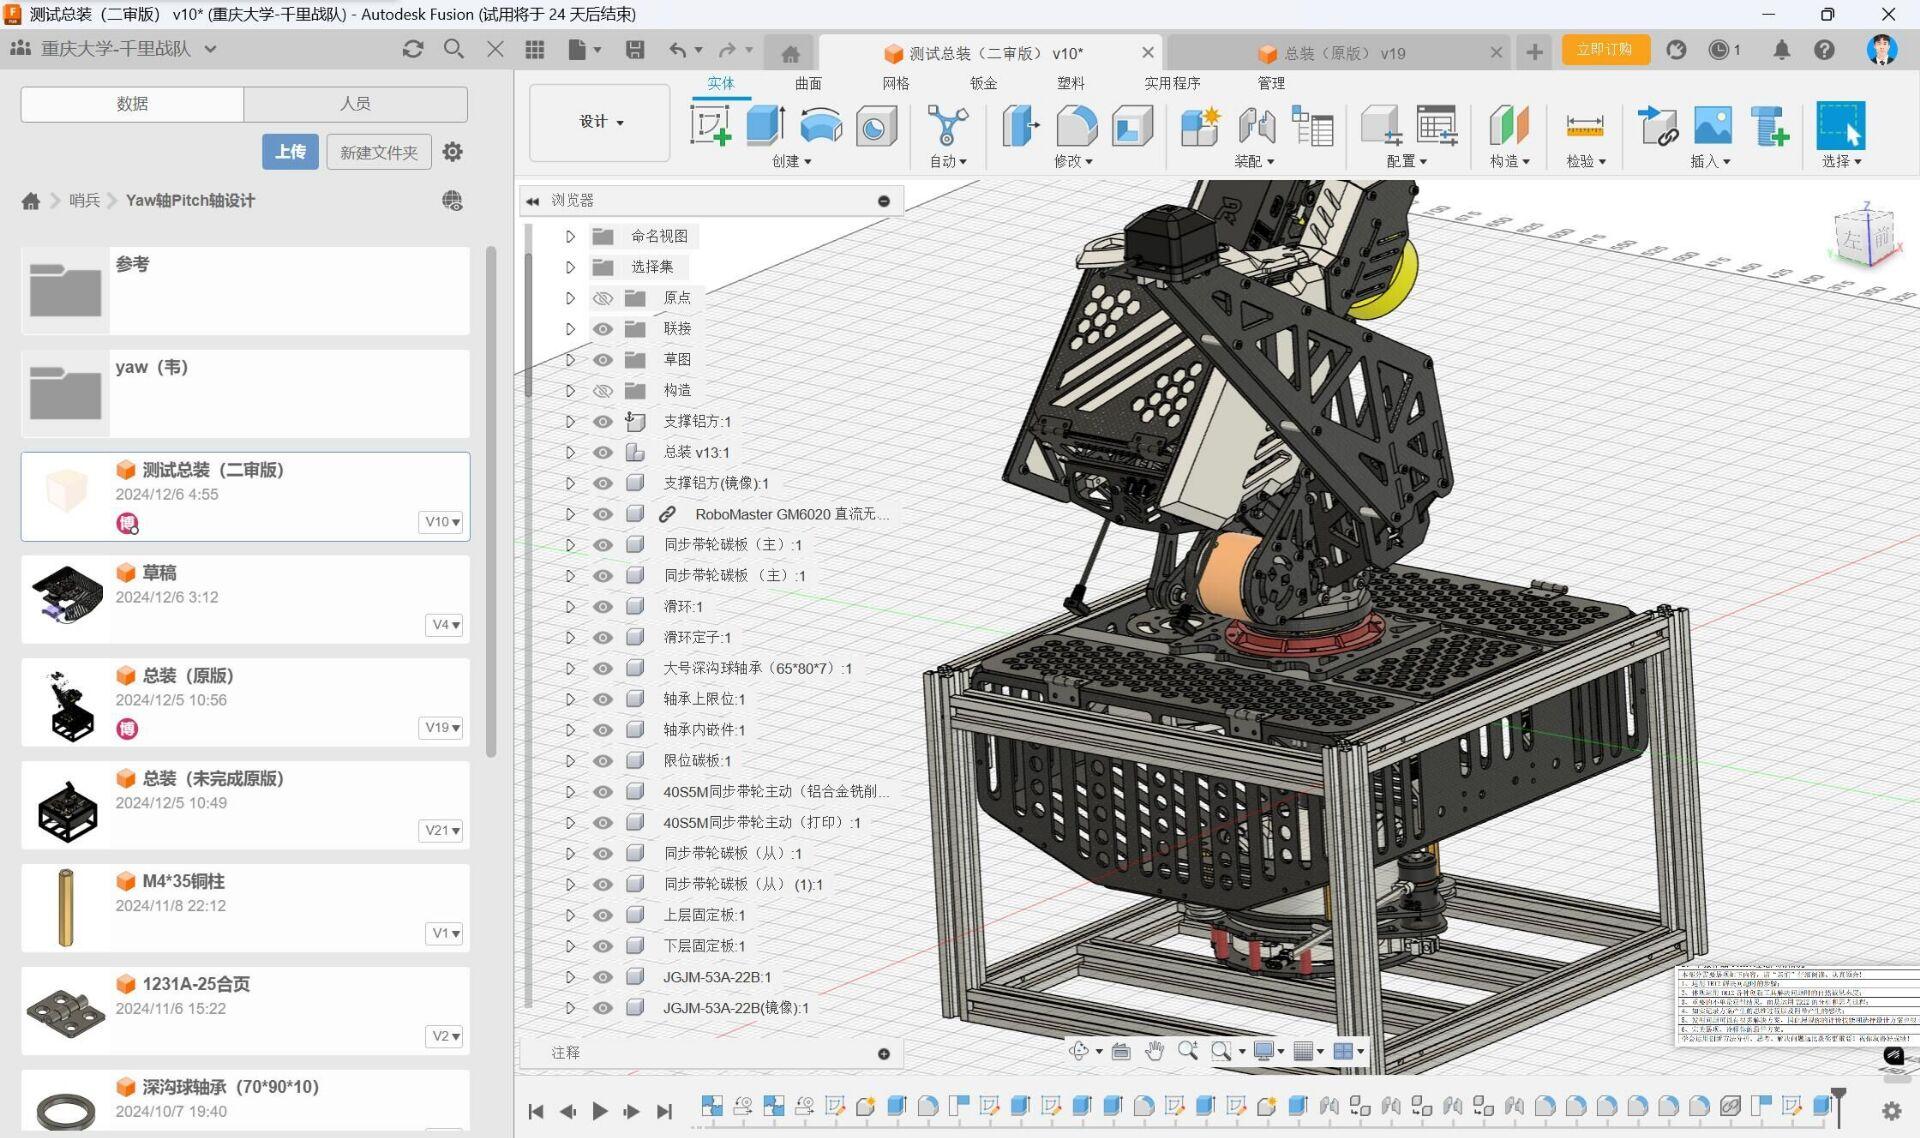 测试总装（二审版） v10* (重庆大学-千里战队) - Autodesk Fusion (试用将于 24 天后结束)
重庆大学-千里战队
测试总装（二审版） v10*
总装（原版） v19
立即订购
1
数据
人员
上传
新建文件夹
哨兵
Yaw轴Pitch轴设计
参考
yaw（韦）
测试总装（二审版）
2024/12/6 4:55
博
V10
草稿
2024/12/6 3:12
V4
总装（原版）
2024/12/5 10:56
博
V19
总装（未完成原版）
2024/12/5 10:49
V21
M4*35铜柱
2024/11/8 22:12
V1
1231A-25合页
2024/11/6 15:22
V2
深沟球轴承（70*90*10）
2024/10/7 19:40
设计
实体
曲面
网格
钣金
塑料
实用程序
管理
创建
自动
修改
装配
配置
构造
检验
插入
选择
浏览器
命名视图
选择集
原点
联接
草图
构造
支撑铝方:1
总装 v13:1
支撑铝方(镜像):1
RoboMaster GM6020 直流无...
同步带轮碳板（主）:1
同步带轮碳板 （主）:1
滑环:1
滑环定子:1
大号深沟球轴承（65*80*7）:1
轴承上限位:1
轴承内嵌件:1
限位碳板:1
40S5M同步带轮主动（铝合金铣削...
40S5M同步带轮主动（打印）:1
同步带轮碳板（从）:1
同步带轮碳板（从） (1):1
上层固定板:1
下层固定板:1
JGJM-53A-22B:1
JGJM-53A-22B(镜像):1
注释
Z
左
前
X
Y